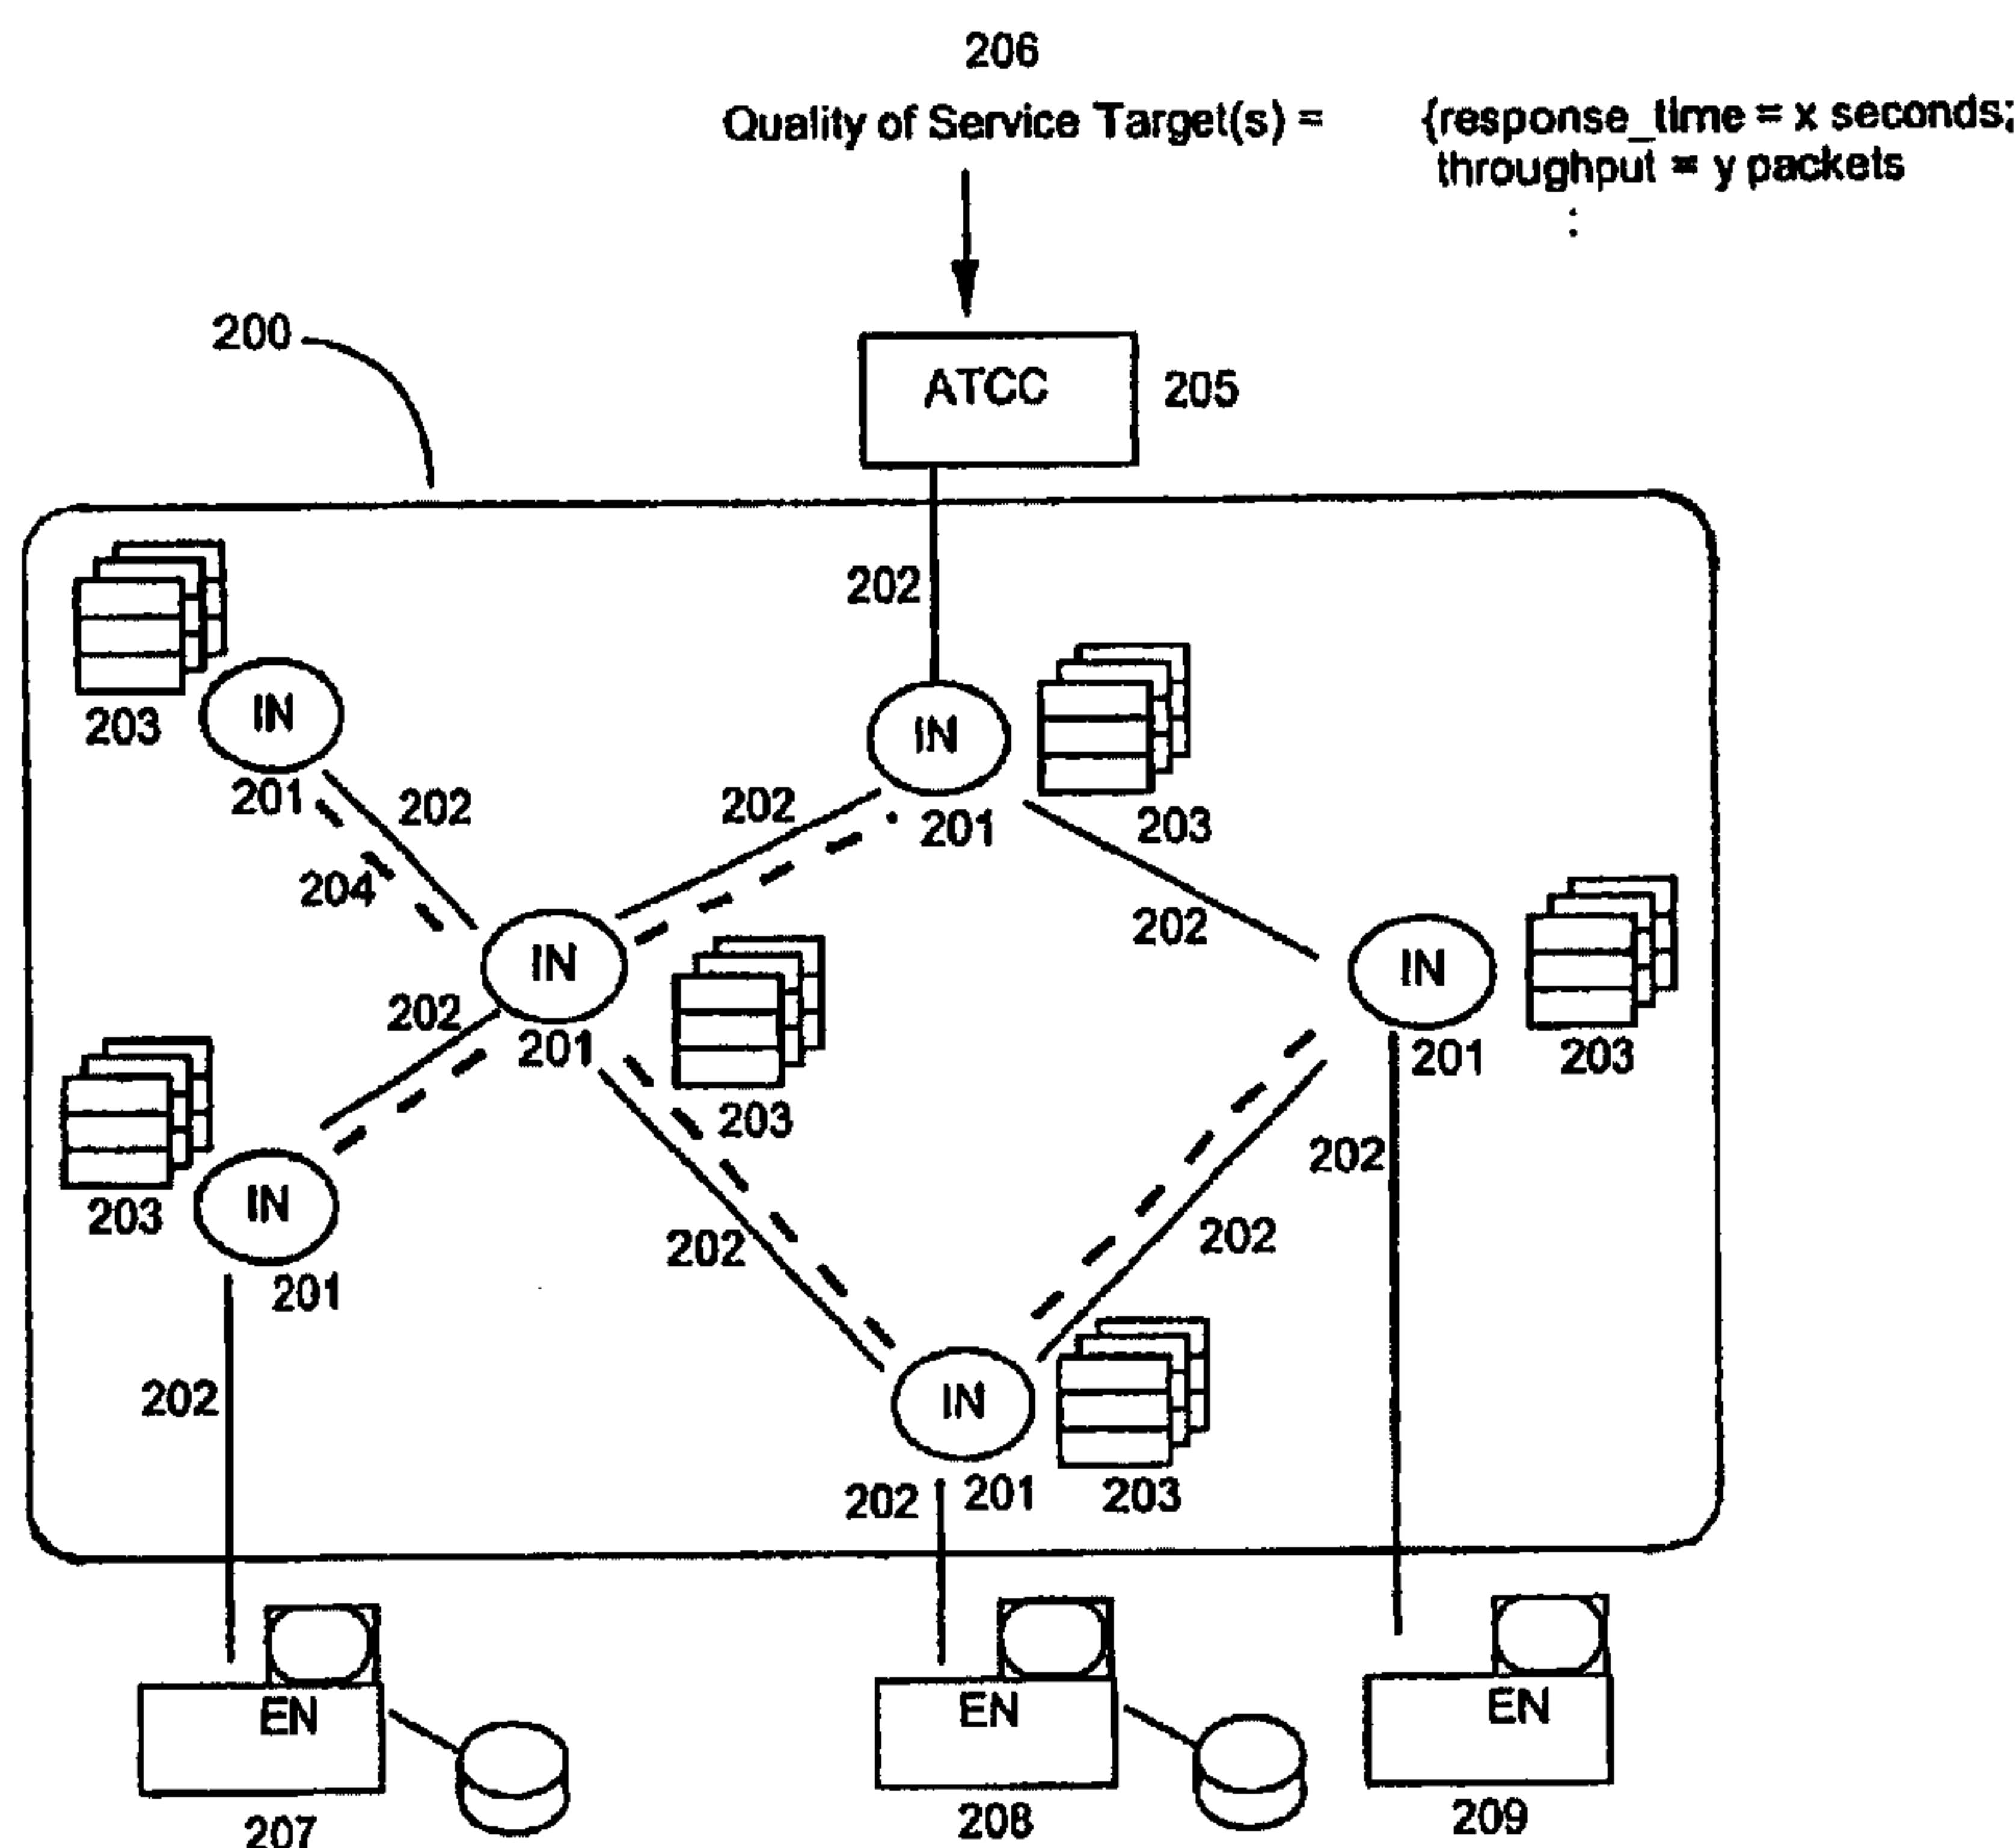 206
Quality of Service Target(s) = {response_time = x seconds;
throughput = y packets
:
200
ATCC 205
202
203
IN
201
202
204
IN
201
203
202
202
IN
201
203
IN
201
203
202
203
IN
201
202
202
202
202
IN
201
203
202
EN
207
EN
208
EN
209